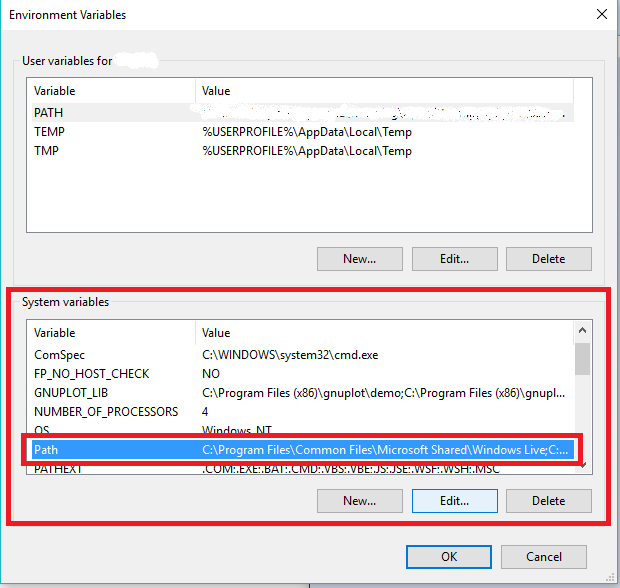 Environment Variables
User variables for
Variable Value
PATH
TEMP %USERPROFILE%\AppData\Local\Temp
TMP %USERPROFILE%\AppData\Local\Temp
New... Edit... Delete
System variables
Variable Value
ComSpec C:\WINDOWS\system32\cmd.exe
FP_NO_HOST_CHECK NO
GNUPLOT_LIB C:\Program Files (x86)\gnuplot\demo;C:\Program Files (x86)\gnupl...
NUMBER_OF_PROCESSORS 4
OS Windows_NT
Path C:\Program Files\Common Files\Microsoft Shared\Windows Live;C:...
PATHEXT .COM;.EXE;.BAT;.CMD;.VBS;.VBE;.JS;.JSE;.WSF;.WSH;.MSC
New... Edit... Delete
OK Cancel